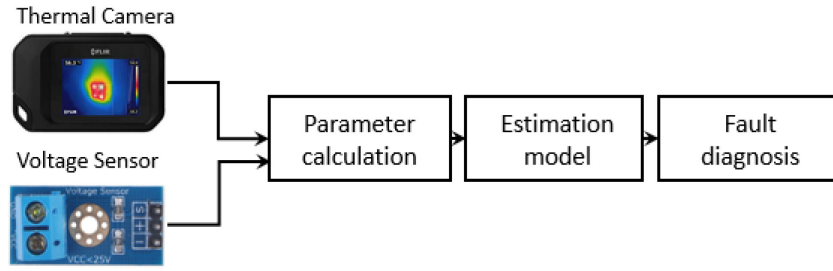 Thermal Camera
FLIR
Voltage Sensor
Voltage Sensor
S
+
VCC<25V
Parameter
calculation
Estimation
model
Fault
diagnosis